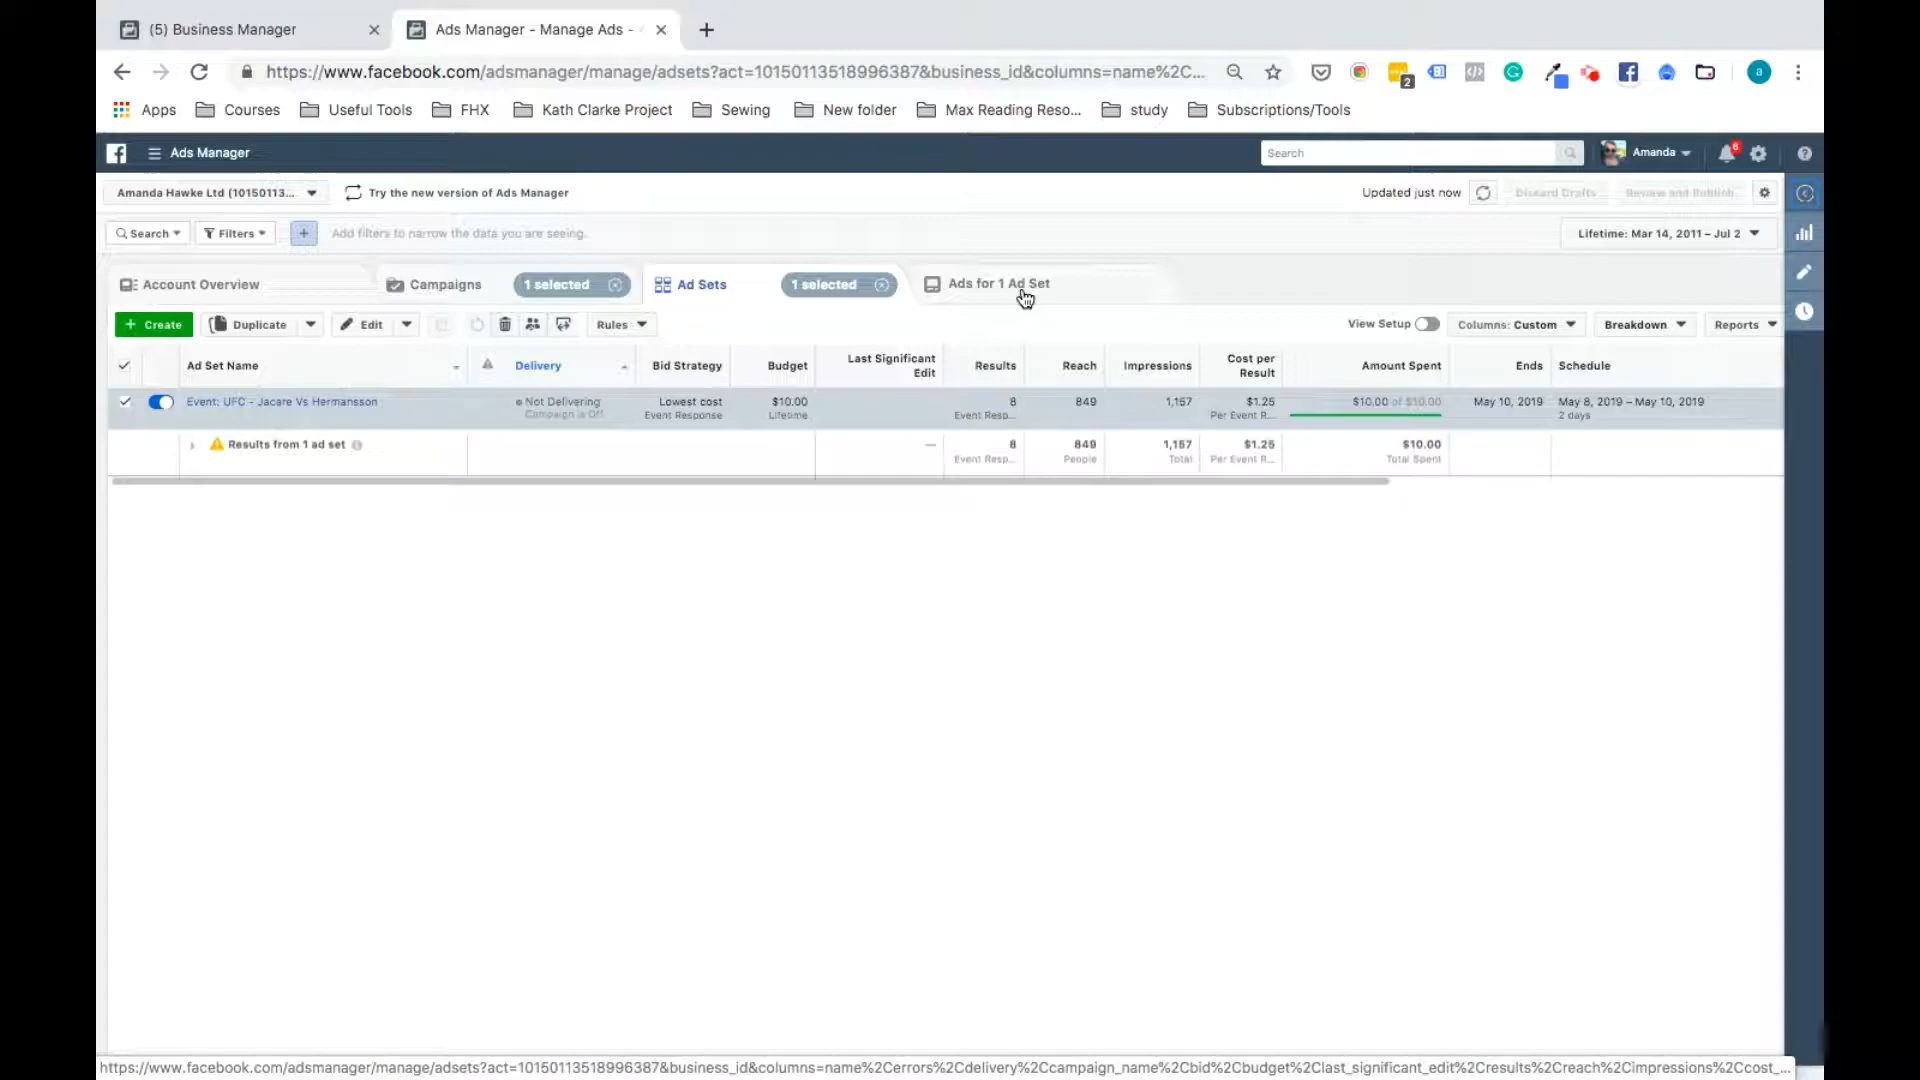 (5) Business Manager
Ads Manager - Manage Ads -
https://www.facebook.com/adsmanager/manage/adsets?act=10150113518996387&business_id&columns=name%2C...
2
a
Apps Courses Useful Tools FHX Kath Clarke Project Sewing New folder Max Reading Reso... study Subscriptions/Tools
Ads Manager
Search
Amanda
6
Amanda Hawke Ltd (10150113...
Try the new version of Ads Manager
Updated just now
Discard Drafts
Review and Publish
Search Filters + Add filters to narrow the data you are seeing.
Lifetime: Mar 14, 2011 – Jul 2
Account Overview Campaigns 1 selected Ad Sets 1 selected Ads for 1 Ad Set
+ Create Duplicate Edit Rules View Setup Columns: Custom Breakdown Reports
Ad Set Name Delivery Bid Strategy Budget Last Significant Edit Results Reach Impressions Cost per Result Amount Spent Ends Schedule
Event: UFC - Jacare Vs Hermansson Not Delivering Lowest cost $10.00 8 849 1,157 $1.25 $10.00 of $10.00 May 10, 2019 May 8, 2019 – May 10, 2019
Campaign is Off Event Response Lifetime Event Resp... Per Event R... 2 days
Results from 1 ad set — 8 849 1,157 $1.25 $10.00
Event Resp... People Total Per Event R... Total Spent
https://www.facebook.com/adsmanager/manage/adsets?act=10150113518996387&business_id&columns=name%2Cerrors%2Cdelivery%2Ccampaign_name%2Cbid%2Cbudget%2Clast_significant_edit%2Cresults%2Creach%2Cimpressions%2Ccost_...